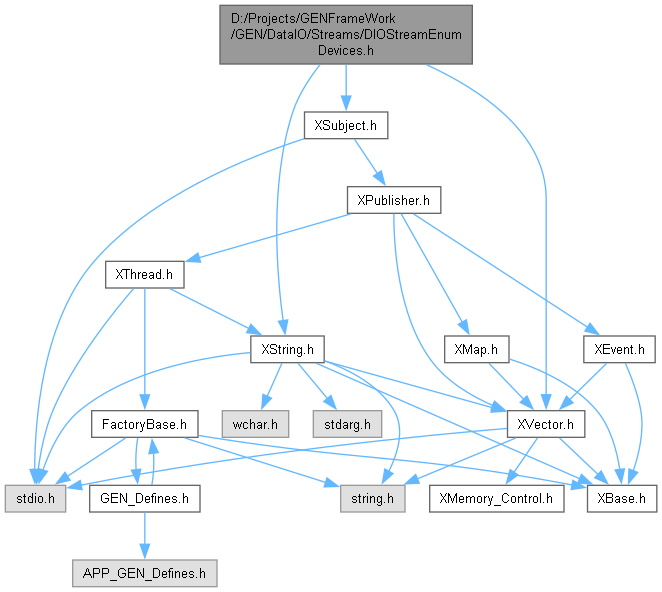 D:/Projects/GENFrameWork
/GEN/DataIO/Streams/DIOStreamEnum
Devices.h
XSubject.h
XPublisher.h
XThread.h
XString.h
XMap.h
XEvent.h
FactoryBase.h
wchar.h
stdarg.h
XVector.h
stdio.h
GEN_Defines.h
string.h
XMemory_Control.h
XBase.h
APP_GEN_Defines.h